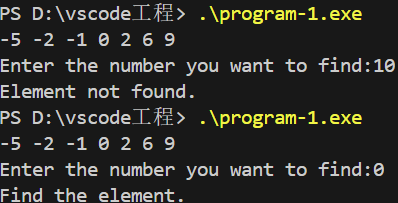 PS D:\vscode工程> .\program-1.exe
-5 -2 -1 0 2 6 9
Enter the number you want to find:10
Element not found.
PS D:\vscode工程> .\program-1.exe
-5 -2 -1 0 2 6 9
Enter the number you want to find:0
Find the element.